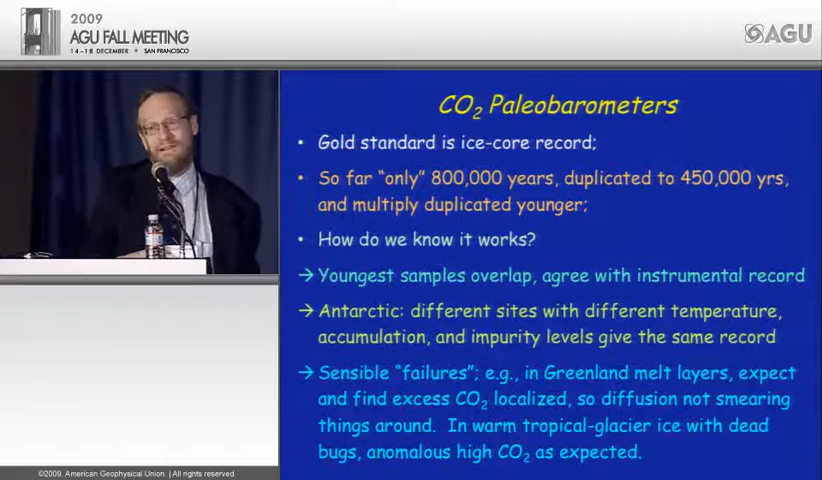 2009
AGU FALL MEETING
14 - 18 DECEMBER • SAN FRANCISCO
AGU
CO2 Paleobarometers
• Gold standard is ice-core record;
• So far "only" 800,000 years, duplicated to 450,000 yrs,
and multiply duplicated younger;
• How do we know it works?
→ Youngest samples overlap, agree with instrumental record
→ Antarctic: different sites with different temperature,
accumulation, and impurity levels give the same record
→ Sensible "failures"; e.g., in Greenland melt layers, expect
and find excess CO2 localized, so diffusion not smearing
things around. In warm tropical-glacier ice with dead
bugs, anomalous high CO2 as expected.
©2009. American Geophysical Union. | All rights reserved.